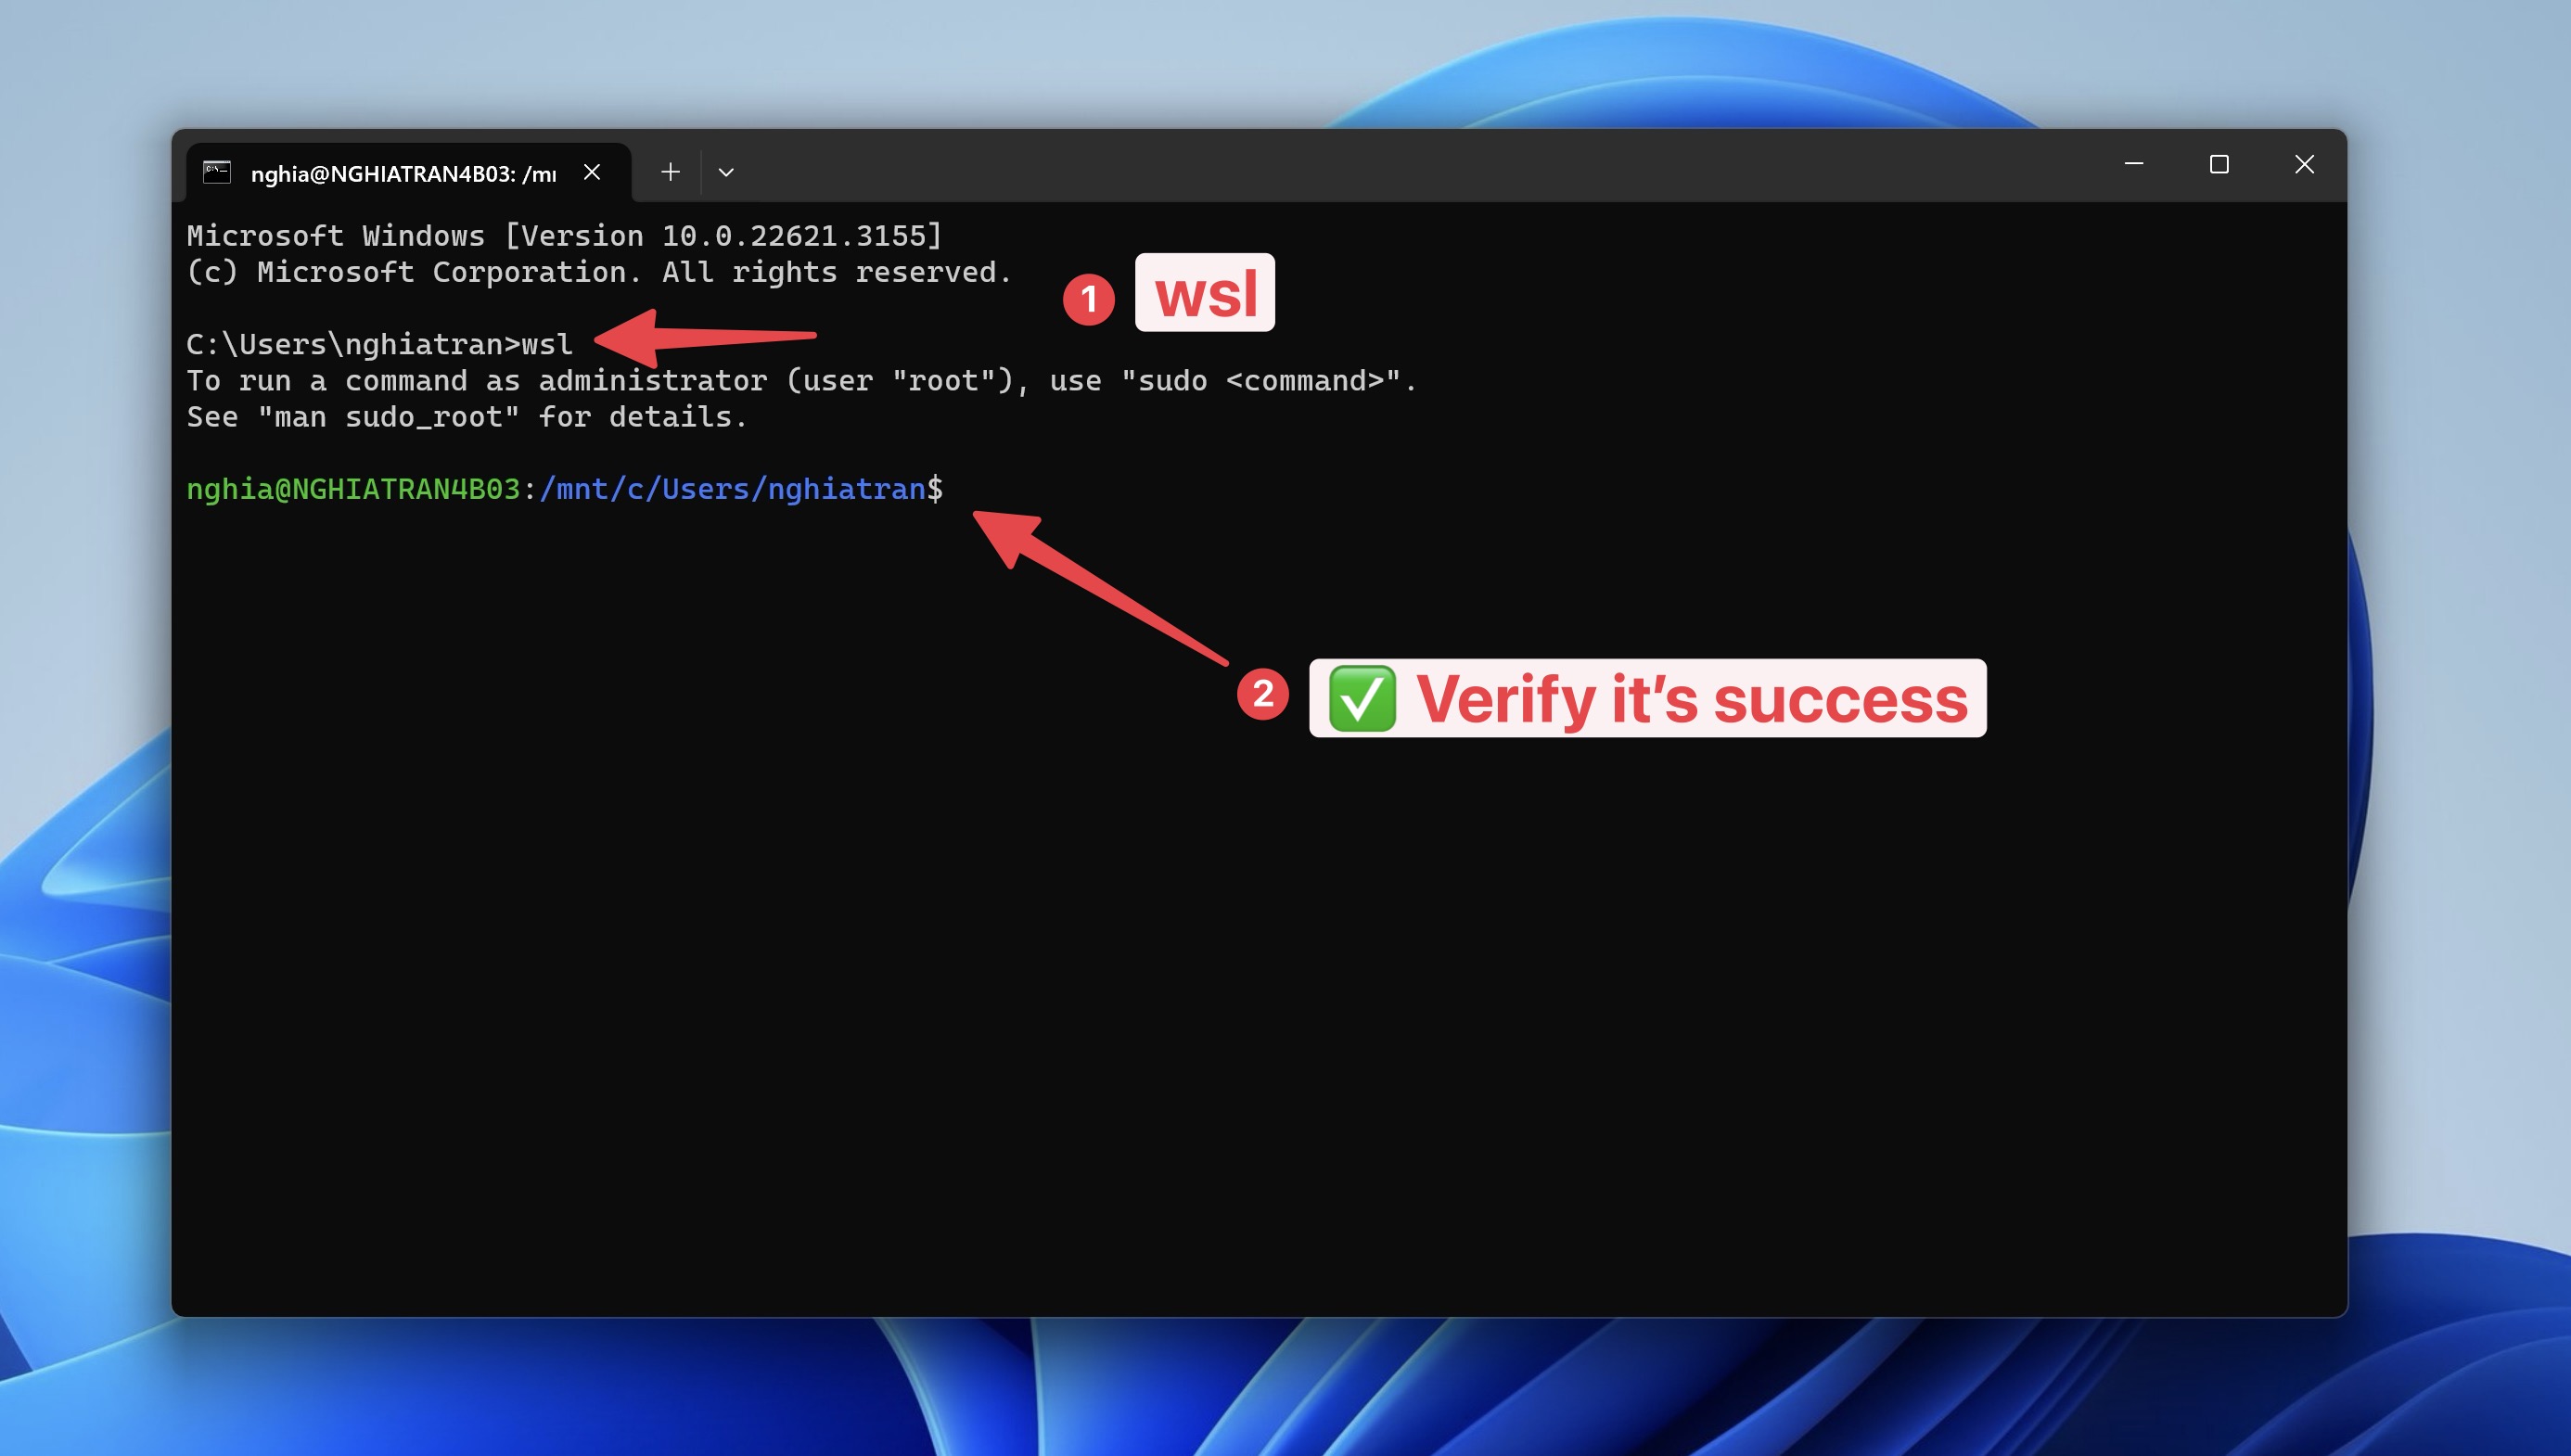 nghia@NGHIATRAN4B03: /m
Microsoft Windows [Version 10.0.22621.3155]
(c) Microsoft Corporation. All rights reserved.
1 wsl
C:\Users\nghiatran>wsl
To run a command as administrator (user "root"), use "sudo <command>".
See "man sudo_root" for details.
nghia@NGHIATRAN4B03:/mnt/c/Users/nghiatran$
2 ✅ Verify it’s success